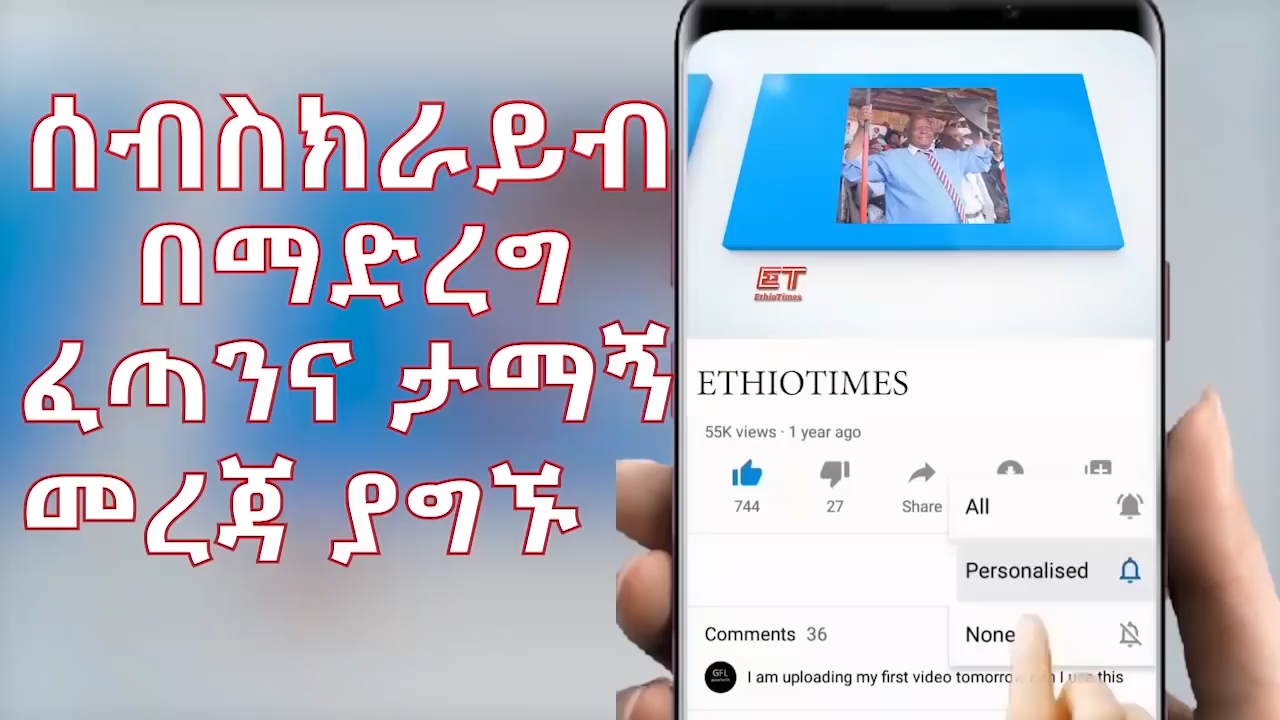 ሰብስክራይብ
በማድረግ
ፈጣንና ታማኝ
መረጃ ያግኙ
ET
EthioTimes
ETHIOTIMES
55K views · 1 year ago
744
27
Share
All
Personalised
None
Comments 36
GFL
I am uploading my first video tomorrow I use this